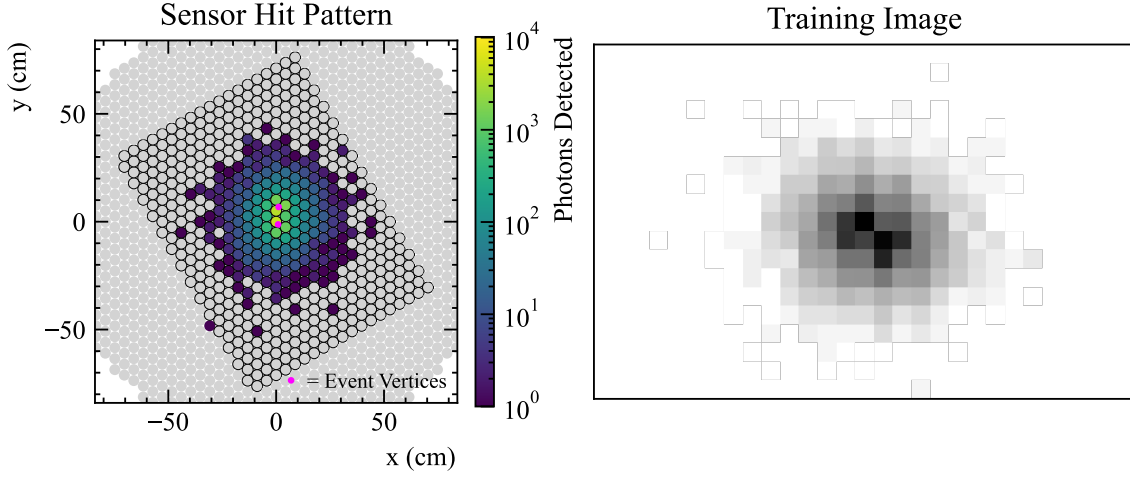 Sensor Hit Pattern
y (cm)
50
0
−50
−50
0
50
x (cm)
= Event Vertices
10⁴
10³
10²
10¹
10⁰
Photons Detected
Training Image